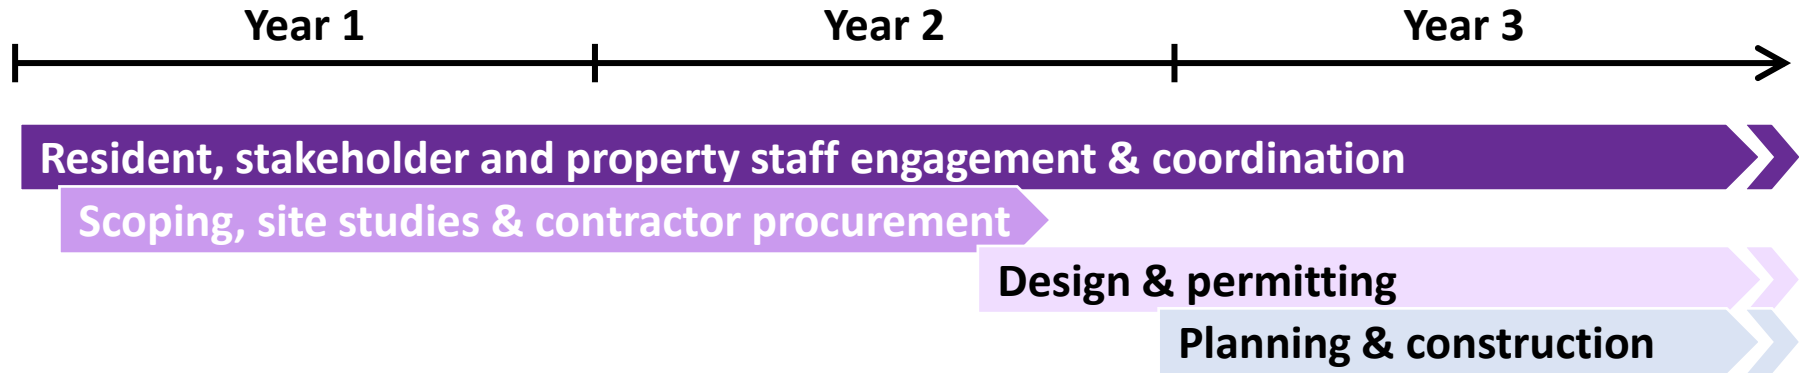 Year 1
Year 2
Year 3
Resident, stakeholder and property staff engagement & coordination
Scoping, site studies & contractor procurement
Design & permitting
Planning & construction